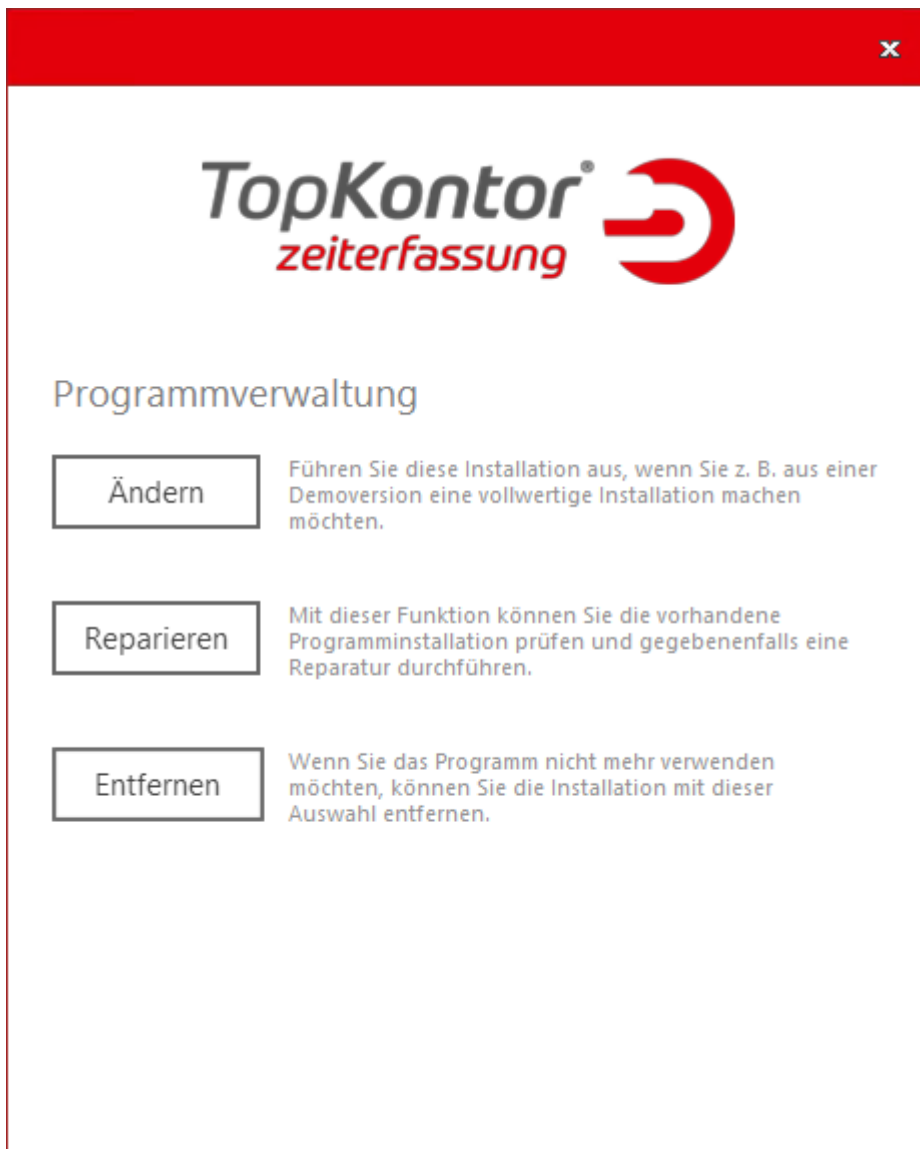 x
TopKontor®
zeiterfassung
Programmverwaltung
Ändern
Führen Sie diese Installation aus, wenn Sie z. B. aus einer
Demoversion eine vollwertige Installation machen
möchten.
Reparieren
Mit dieser Funktion können Sie die vorhandene
Programminstallation prüfen und gegebenenfalls eine
Reparatur durchführen.
Entfernen
Wenn Sie das Programm nicht mehr verwenden
möchten, können Sie die Installation mit dieser
Auswahl entfernen.